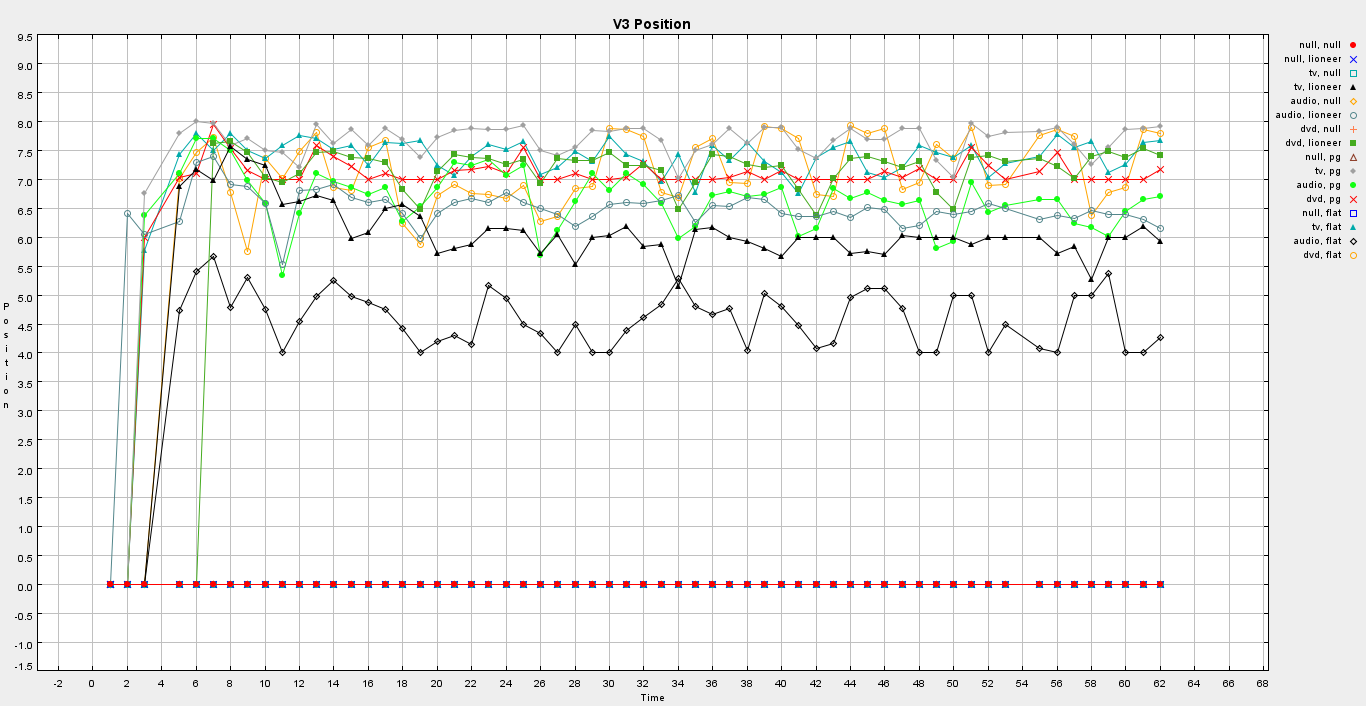 V3 Position
9.5
9.0
8.5
8.0
7.5
7.0
6.5
6.0
5.5
5.0
4.5
4.0
3.5
3.0
2.5
2.0
1.5
1.0
0.5
0.0
-0.5
-1.0
-1.5
Position
-2 0 2 4 6 8 10 12 14 16 18 20 22 24 26 28 30 32 34 36 38 40 42 44 46 48 50 52 54 56 58 60 62 64 66 68
Time
null, null
null, lioneer
tv, null
tv, lioneer
audio, null
audio, lioneer
dvd, null
dvd, lioneer
null, pg
tv, pg
audio, pg
dvd, pg
null, flat
tv, flat
audio, flat
dvd, flat